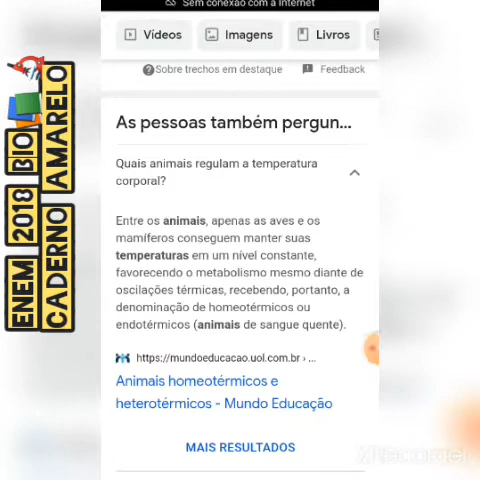 Sem conexão com a Internet
Vídeos
Imagens
Livros
Sobre trechos em destaque
Feedback
As pessoas também pergun...
Quais animais regulam a temperatura
corporal?
Entre os animais, apenas as aves e os
mamíferos conseguem manter suas
temperaturas em um nível constante,
favorecendo o metabolismo mesmo diante de
oscilações térmicas, recebendo, portanto, a
denominação de homeotérmicos ou
endotérmicos (animais de sangue quente).
https://mundoeducacao.uol.com.br › ...
Animais homeotérmicos e
heterotérmicos - Mundo Educação
MAIS RESULTADOS
ENEM 2018 BIO
CADERNO AMARELO